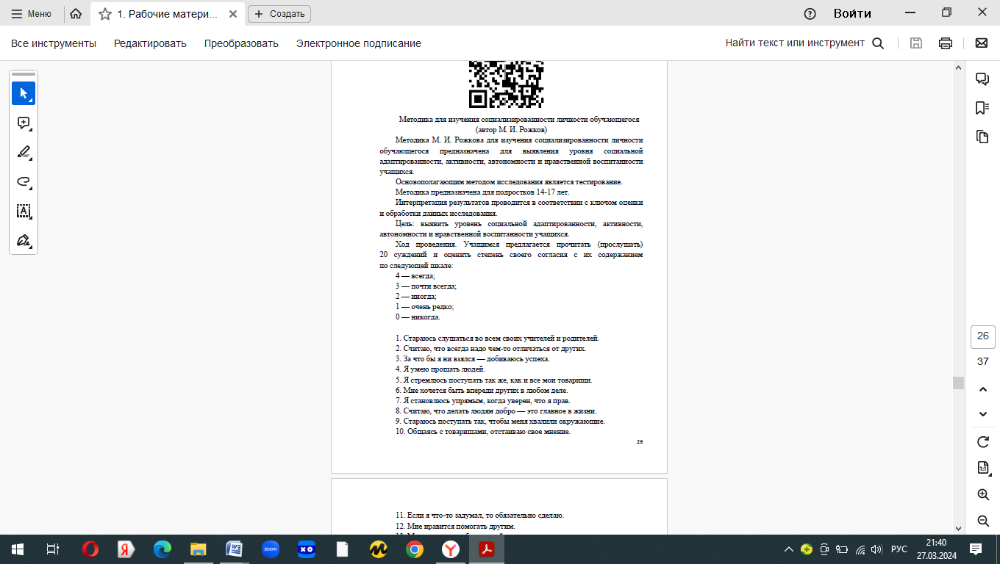 Меню
1. Рабочие матери...
Создать
Войти
Все инструменты
Редактировать
Преобразовать
Электронное подписание
Найти текст или инструмент
Методика для изучения социализированности личности обучающегося
(автор М. И. Рожков)
Методика М. И. Рожкова для изучения социализированности личности
обучающегося предназначена для выявления уровня социальной
адаптированности, активности, автономности и нравственной воспитанности
учащихся.
Основополагающим методом исследования является тестирование.
Методика предназначена для подростков 14-17 лет.
Интерпретация результатов проводится в соответствии с ключом оценки
и обработки данных исследования.
Цель: выявить уровень социальной адаптированности, активности,
автономности и нравственной воспитанности учащихся.
Ход проведения. Учащимся предлагается прочитать (прослушать)
20 суждений и оценить степень своего согласия с их содержанием
по следующей шкале:
4 — всегда;
3 — почти всегда;
2 — иногда;
1 — очень редко;
0 — никогда.
1. Стараюсь слушаться во всем своих учителей и родителей.
2. Считаю, что всегда надо чем-то отличаться от других.
3. За что бы я ни взялся — добиваюсь успеха.
4. Я умею прощать людей.
5. Я стремлюсь поступать так же, как и все мои товарищи.
6. Мне хочется быть впереди других в любом деле.
7. Я становлюсь упрямым, когда уверен, что я прав.
8. Считаю, что делать людям добро — это главное в жизни.
9. Стараюсь поступать так, чтобы меня хвалили окружающие.
10. Общаясь с товарищами, отстаиваю свое мнение.
26
11. Если я что-то задумал, то обязательно сделаю.
12. Мне нравится помогать другим.
26
37
1:1
zoom
РУС
21:40
27.03.2024